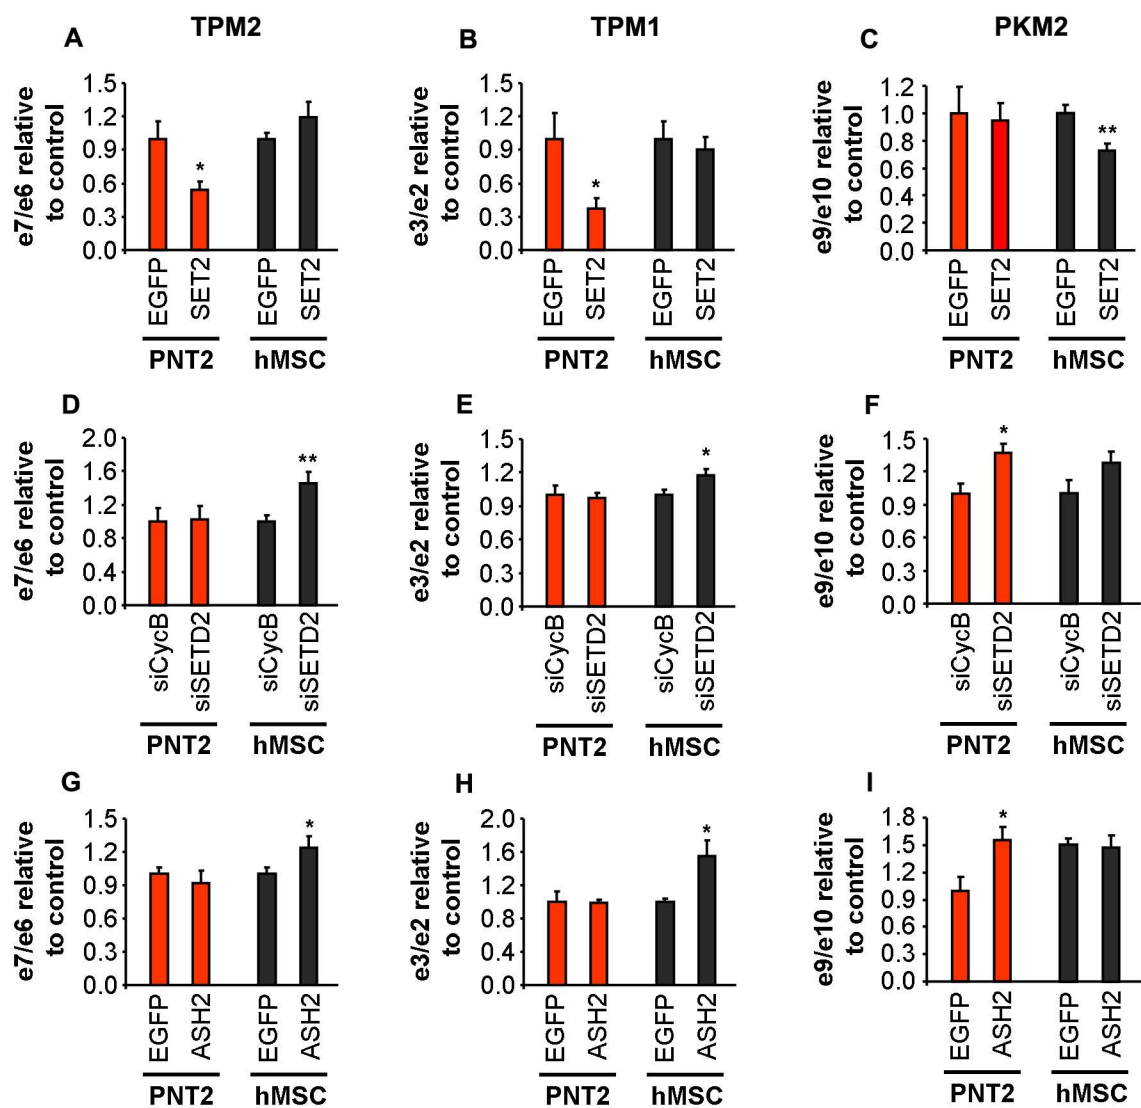 TPM2
TPM1
PKM2
A
e7/e6 relative
to control
1.5
1.2
0.9
0.6
0.3
0.0
*
EGFP
SET2
EGFP
SET2
PNT2
hMSC
B
e3/e2 relative
to control
1.5
1.2
0.9
0.6
0.3
0.0
*
EGFP
SET2
EGFP
SET2
PNT2
hMSC
C
e9/e10 relative
to control
1.2
1.0
0.8
0.6
0.4
0.2
0.0
**
EGFP
SET2
EGFP
SET2
PNT2
hMSC
D
e7/e6 relative
to control
2.0
1.6
1.2
0.8
0.4
0.0
**
siCycB
siSETD2
siCycB
siSETD2
PNT2
hMSC
E
e3/e2 relative
to control
1.5
1.2
0.9
0.6
0.3
0.0
*
siCycB
siSETD2
siCycB
siSETD2
PNT2
hMSC
F
e9/e10 relative
to control
1.5
1.2
0.9
0.6
0.3
0.0
*
siCycB
siSETD2
siCycB
siSETD2
PNT2
hMSC
G
e7/e6 relative
to control
1.5
1.2
0.9
0.6
0.3
0.0
*
EGFP
ASH2
EGFP
ASH2
PNT2
hMSC
H
e3/e2 relative
to control
2.0
1.6
1.2
0.8
0.4
0.0
*
EGFP
ASH2
EGFP
ASH2
PNT2
hMSC
I
e9/e10 relative
to control
1.8
1.5
1.2
0.9
0.6
0.3
0.0
*
EGFP
ASH2
EGFP
ASH2
PNT2
hMSC